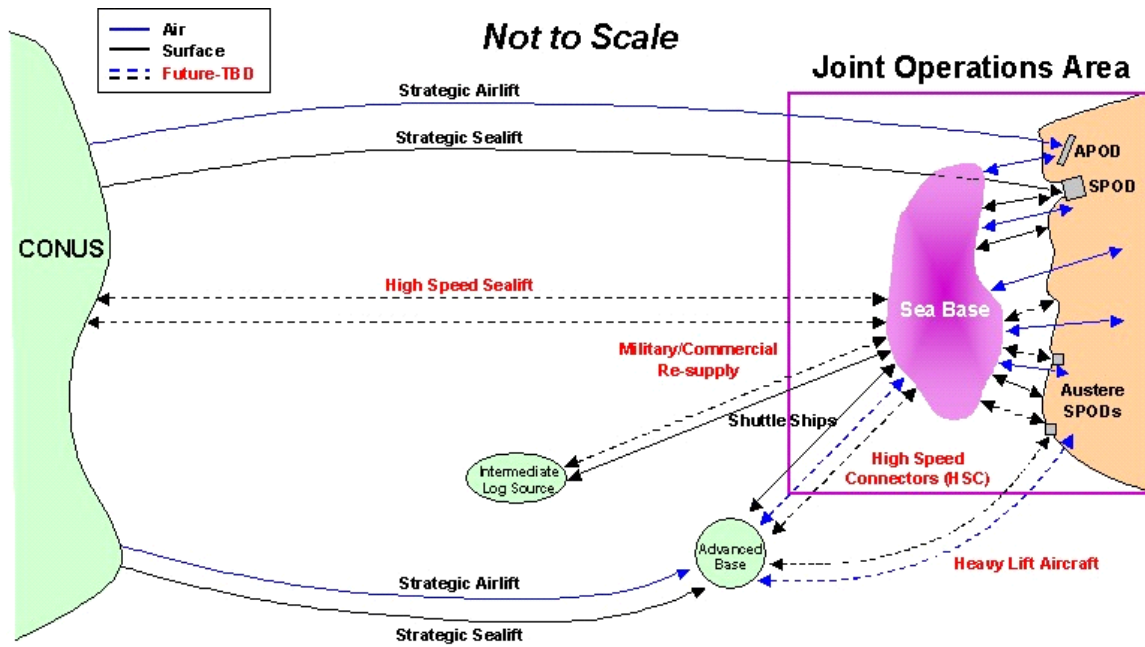 Air
Surface
Future-TBD
Not to Scale
Joint Operations Area
Strategic Airlift
Strategic Sealift
APOD
SPOD
CONUS
High Speed Sealift
Sea Base
Military/Commercial
Re-supply
Austere
SPODs
Shuttle Ships
Intermediate
Log Source
High Speed
Connectors (HSC)
Advanced
Base
Heavy Lift Aircraft
Strategic Airlift
Strategic Sealift